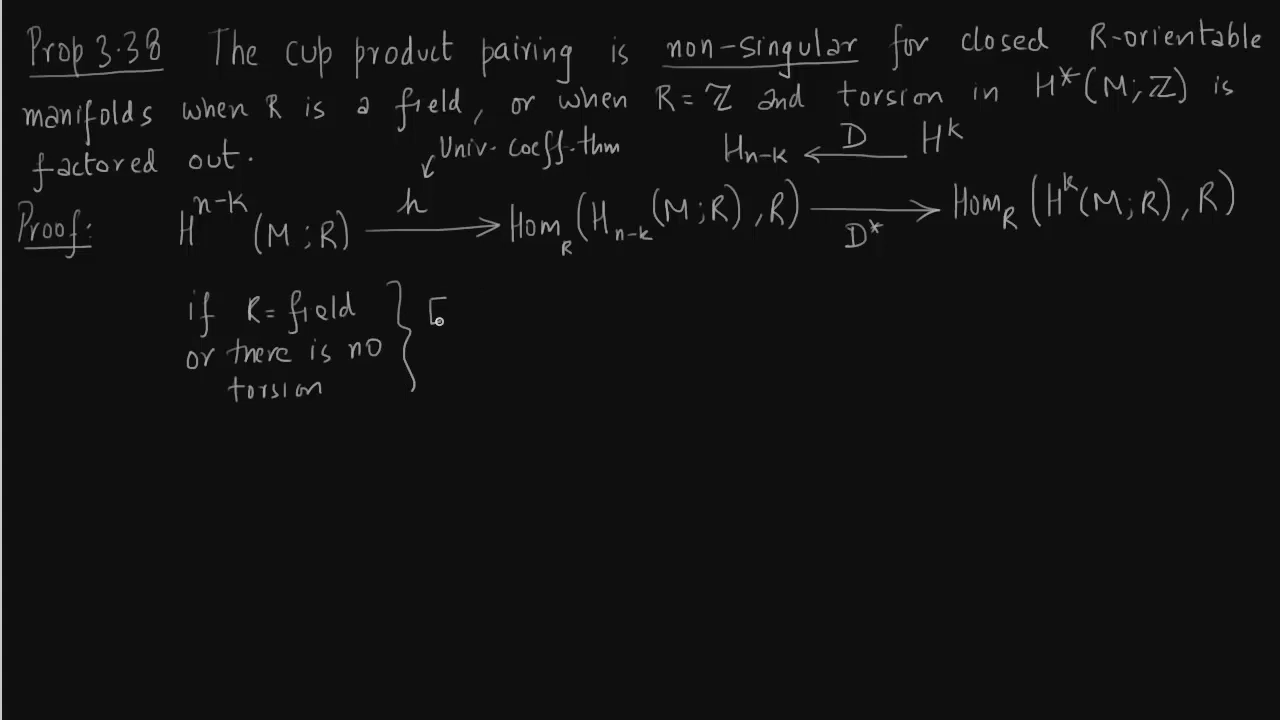 Prop 3.38 The cup product pairing is non-singular for closed R-orientable
manifolds when R is a field, or when R = ℤ and torsion in H*(M;ℤ) is
factored out.
Univ. coeff. thm
H_{n-k} ←D— H^k
Proof: H^{n-k}(M;R) —h→ Hom_R(H_{n-k}(M;R),R) —D*→ Hom_R(H^k(M;R),R)
if R = field
or there is no
torsion